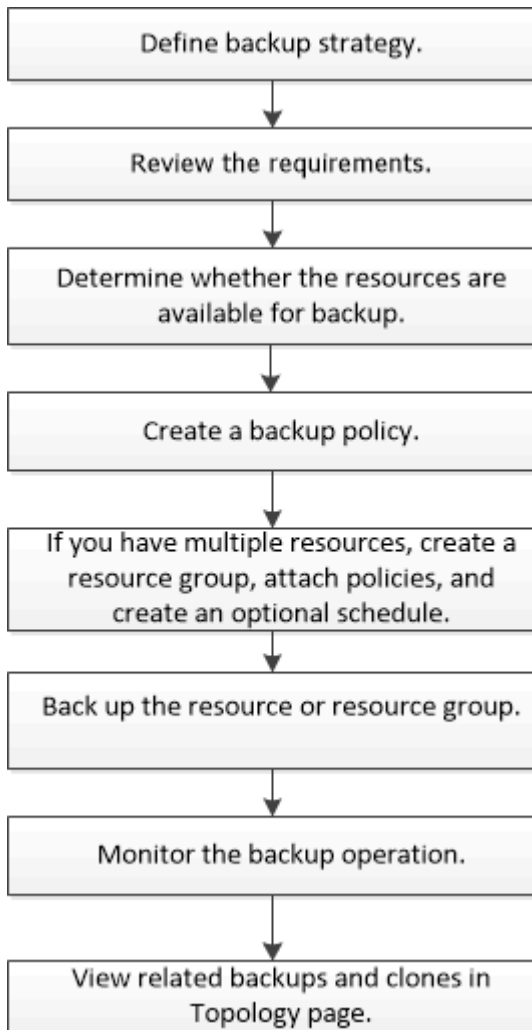 Define backup strategy.
Review the requirements.
Determine whether the resources are
available for backup.
Create a backup policy.
If you have multiple resources, create a
resource group, attach policies, and
create an optional schedule.
Back up the resource or resource group.
Monitor the backup operation.
View related backups and clones in
Topology page.